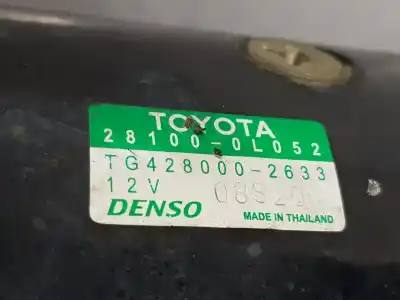 TOYOTA
28100-0L052
TG428000-2633
12V
DENSO MADE IN THAILAND